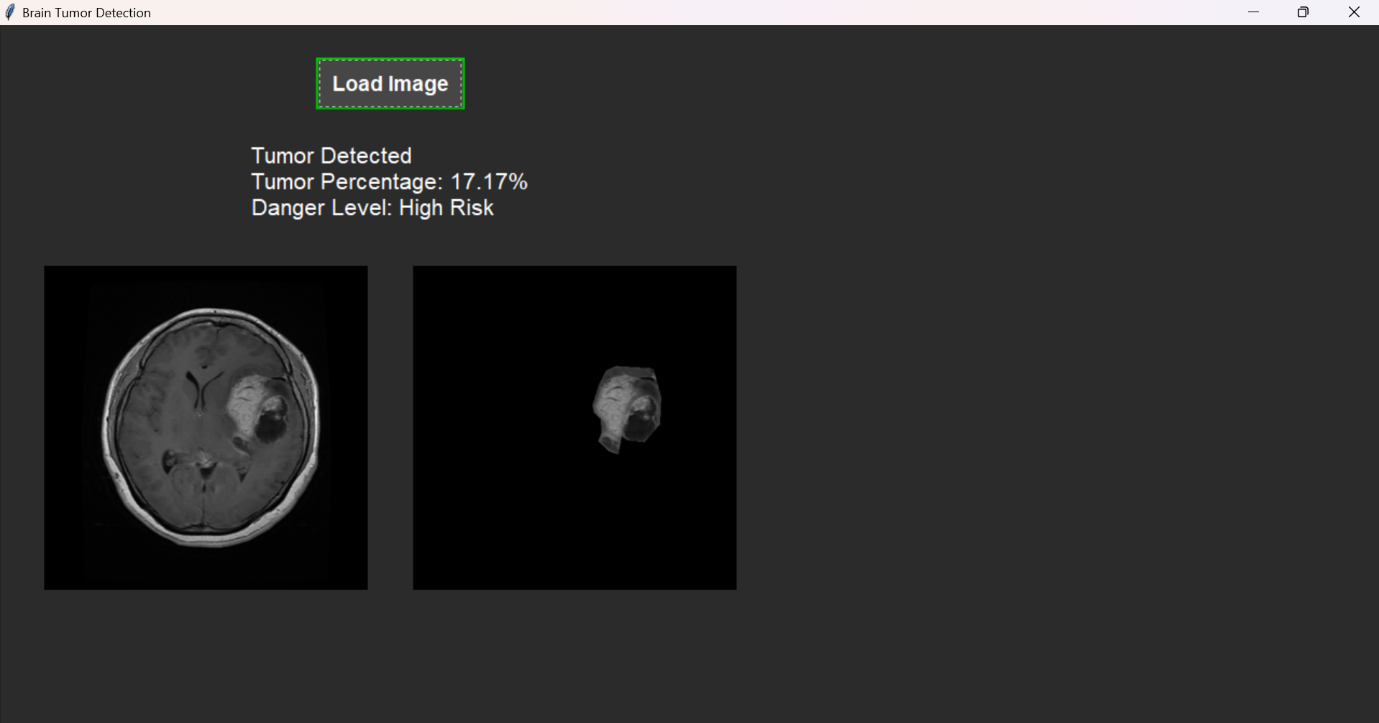 Brain Tumor Detection
Load Image
Tumor Detected
Tumor Percentage: 17.17%
Danger Level: High Risk